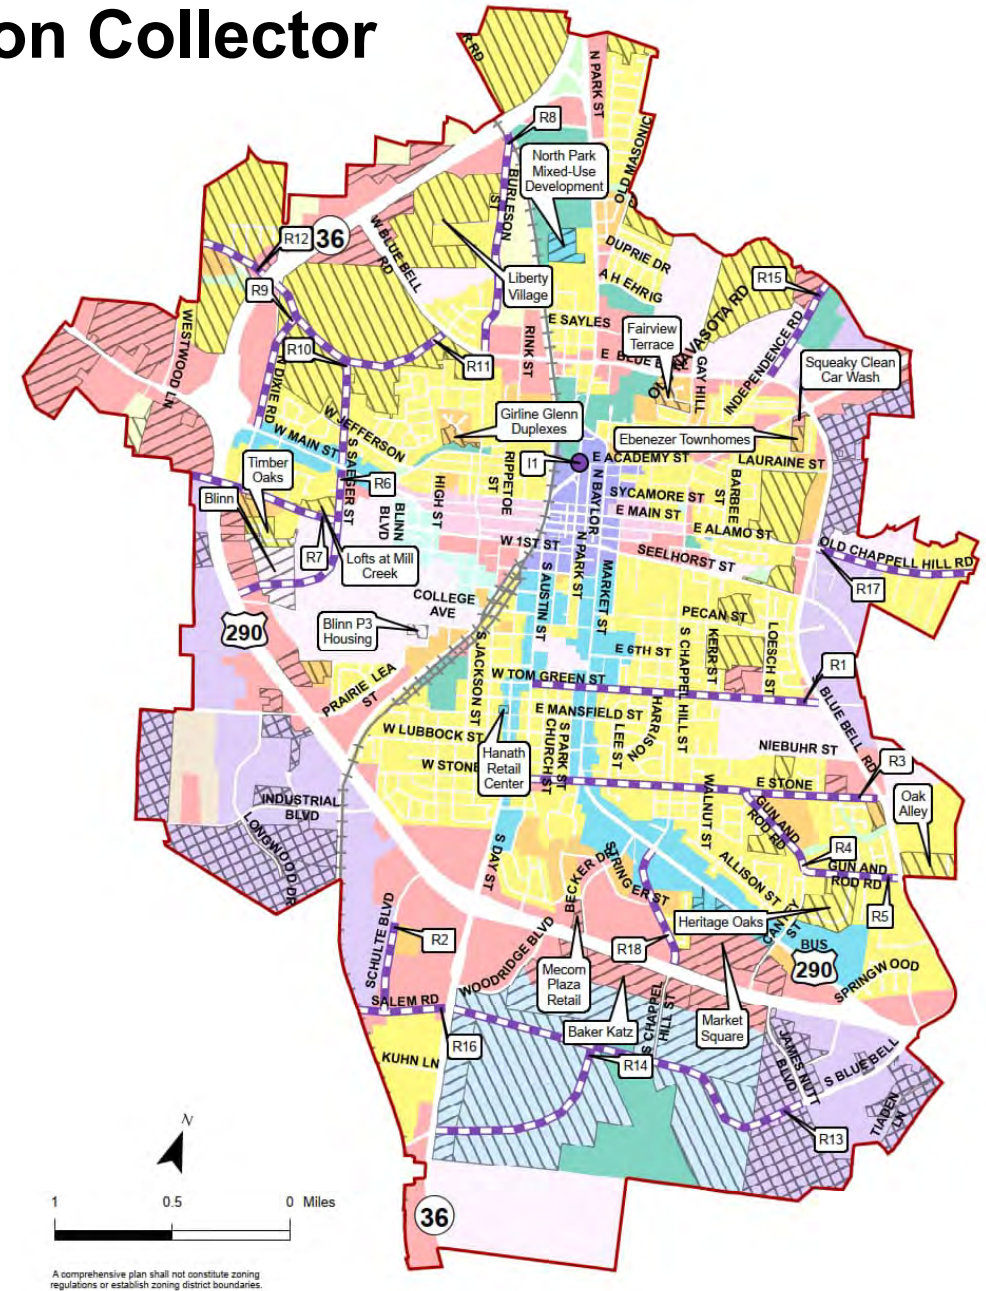 on Collector
R RD
N PARK ST
R8
North Park
Mixed-Use
Development
OLD MASONIC
BURLESON
S
R12
36
W BLUE BELL
RD
DUPRIE DR
R9
Liberty
Village
A H EHRIG
R15
WESTWOOD LN
E SAYLES
Fairview
Terrace
INDEPENDENCE RD
RINK ST
R10
R11
GAY HILL
Squeaky Clean
Car Wash
N DIXIE RD
W JEFFERSON
Girline Glenn
Duplexes
Ebenezer Townhomes
W MAIN ST
I1
E ACADEMY ST
LAURAINE ST
Timber
Oaks
S SAEGER ST
R6
HIGH ST
RIPPETOE
ST
N BAYLOR
SYCAMORE ST
BARBEE
ST
Blinn
BLINN
BLVD
E MAIN ST
E ALAMO ST
R7
Lofts at Mill
Creek
W 1ST ST
N PARK ST
SEELHORST ST
OLD CHAPPELL HILL RD
R17
S AUSTIN ST
MARKET ST
COLLEGE
AVE
PECAN ST
290
Blinn P3
Housing
S JACKSON ST
E 6TH ST
S CHAPPEL HILL ST
KERR ST
LOESCH ST
R1
PRAIRIE LEA
ST
W TOM GREEN ST
E MANSFIELD ST
BLUE BELL RD
W LUBBOCK ST
S PARK ST
CHURCH ST
LEE ST
HARRISON
NIEBUHR ST
W STONE
Hanath
Retail
Center
R3
E STONE
INDUSTRIAL
BLVD
WALNUT ST
GUN AND
ROD RD
Oak
Alley
LONGWOOD DR
S DAY ST
BECKER DR
STRINGER ST
ALLISON ST
R4
GUN AND
ROD RD
R5
SCHULTE BLVD
R2
WOODRIDGE BLVD
Heritage Oaks
R18
BUS
290
SPRINGWOOD
Mecom
Plaza
Retail
SALEM RD
Baker Katz
S CHAPPEL
HILL ST
Market
Square
R16
KUHN LN
R14
JAMES NUTT
BLVD
S BLUE BELL
TIADEN
LN
R13
N
1 0.5 0 Miles
36
A comprehensive plan shall not constitute zoning
regulations or establish zoning district boundaries.